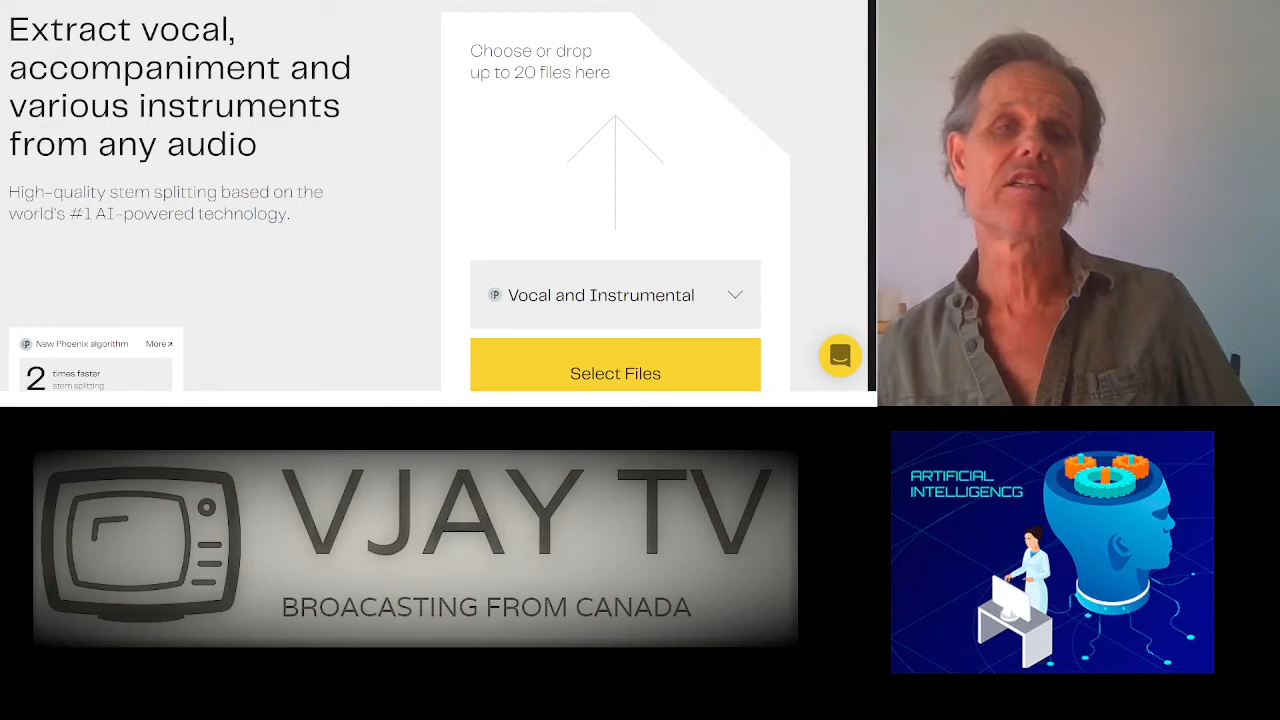 Extract vocal,
accompaniment and
various instruments
from any audio
High-quality stem splitting based on the
world's #1 AI-powered technology.
New Phoenix algorithm More
2 times faster
stem splitting
Choose or drop
up to 20 files here
Vocal and Instrumental
Select Files
VJAY TV
BROACASTING FROM CANADA
ARTIFICIAL
INTELLIGENCG